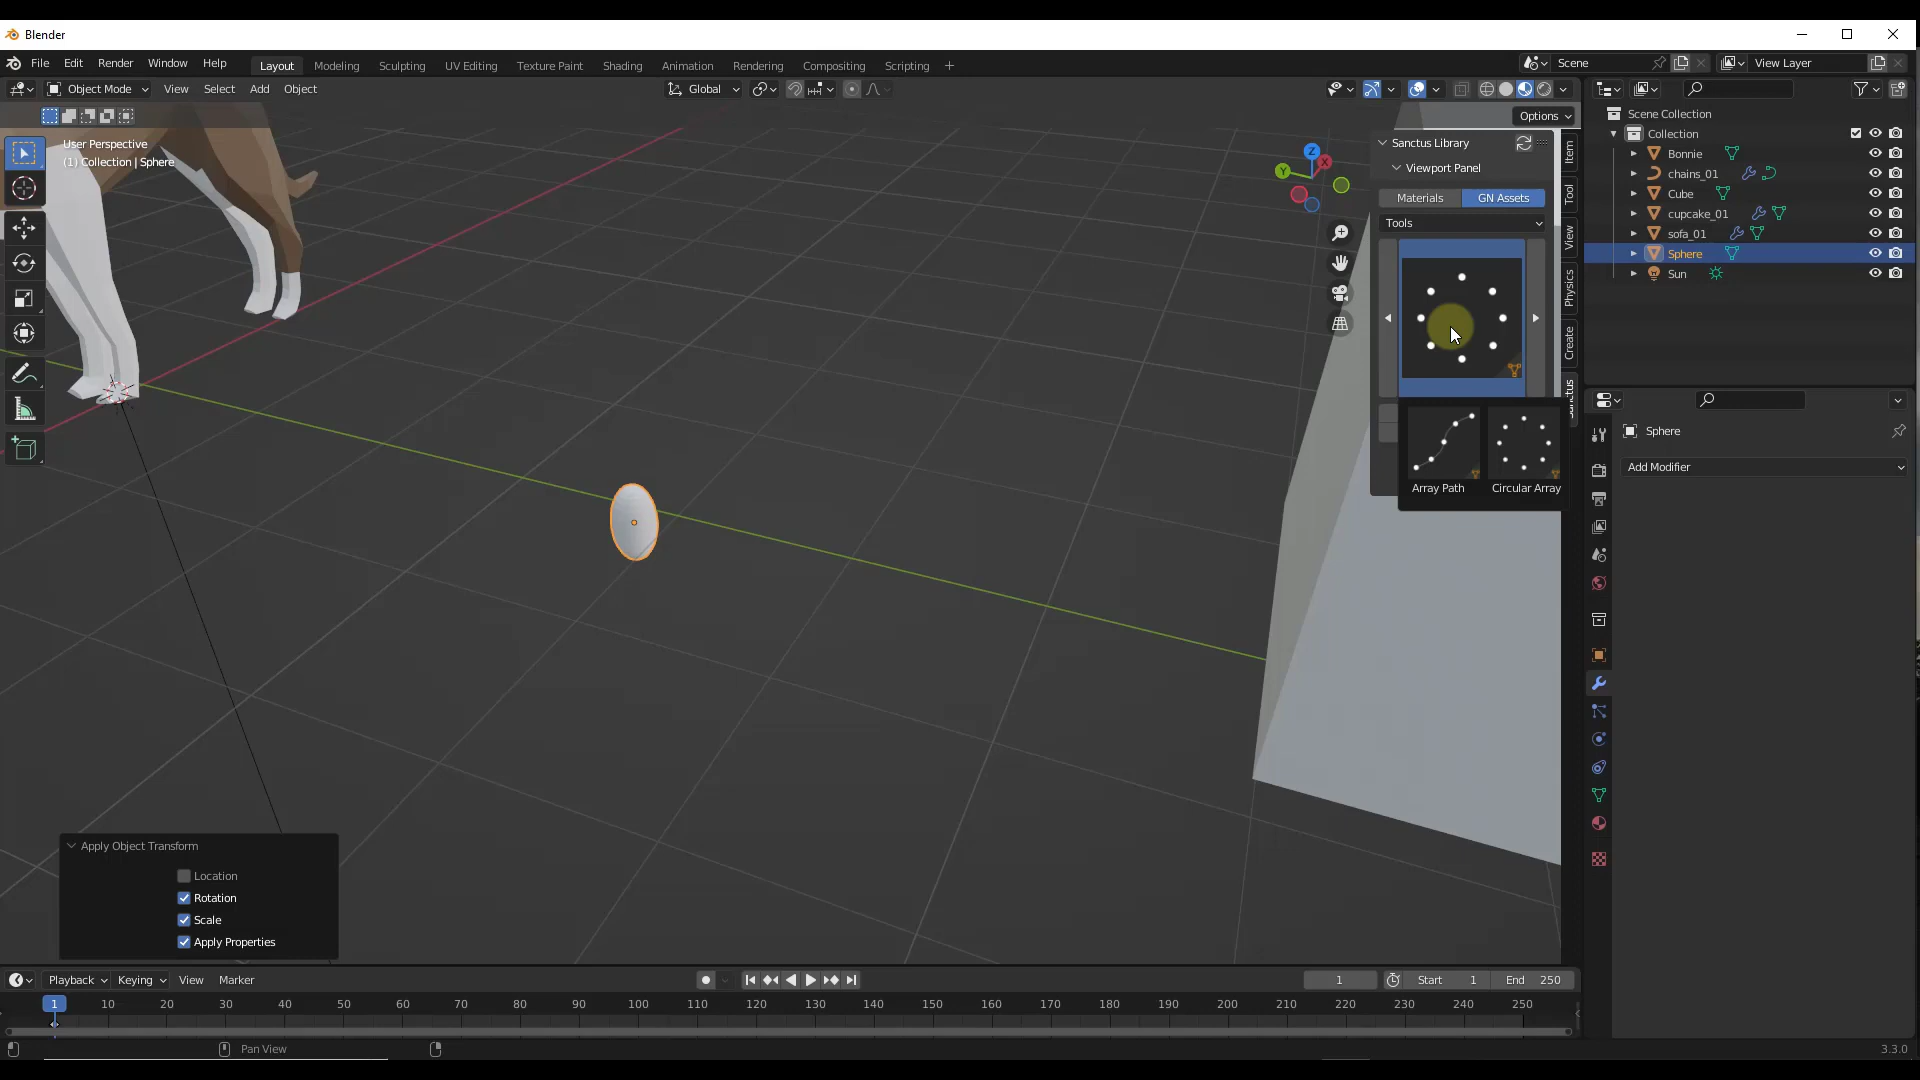 Blender
File Edit Render Window Help
Layout Modeling Sculpting UV Editing Texture Paint Shading Animation Rendering Compositing Scripting +
Scene
View Layer
Object Mode View Select Add Object
Global
Options
User Perspective
(1) Collection | Sphere
Z
X
Y
Sanctus Library
Viewport Panel
Materials GN Assets
Tools
Array Path Circular Array
Item
Tool
View
Physics
Create
Scene Collection
Collection
Bonnie
chains_01
Cube
cupcake_01
sofa_01
Sphere
Sun
Sphere
Add Modifier
Apply Object Transform
Location
Rotation
Scale
Apply Properties
Playback Keying View Marker
1 Start 1 End 250
1 10 20 30 40 50 60 70 80 90 100 110 120 130 140 150 160 170 180 190 200 210 220 230 240 250
Pan View
3.3.0